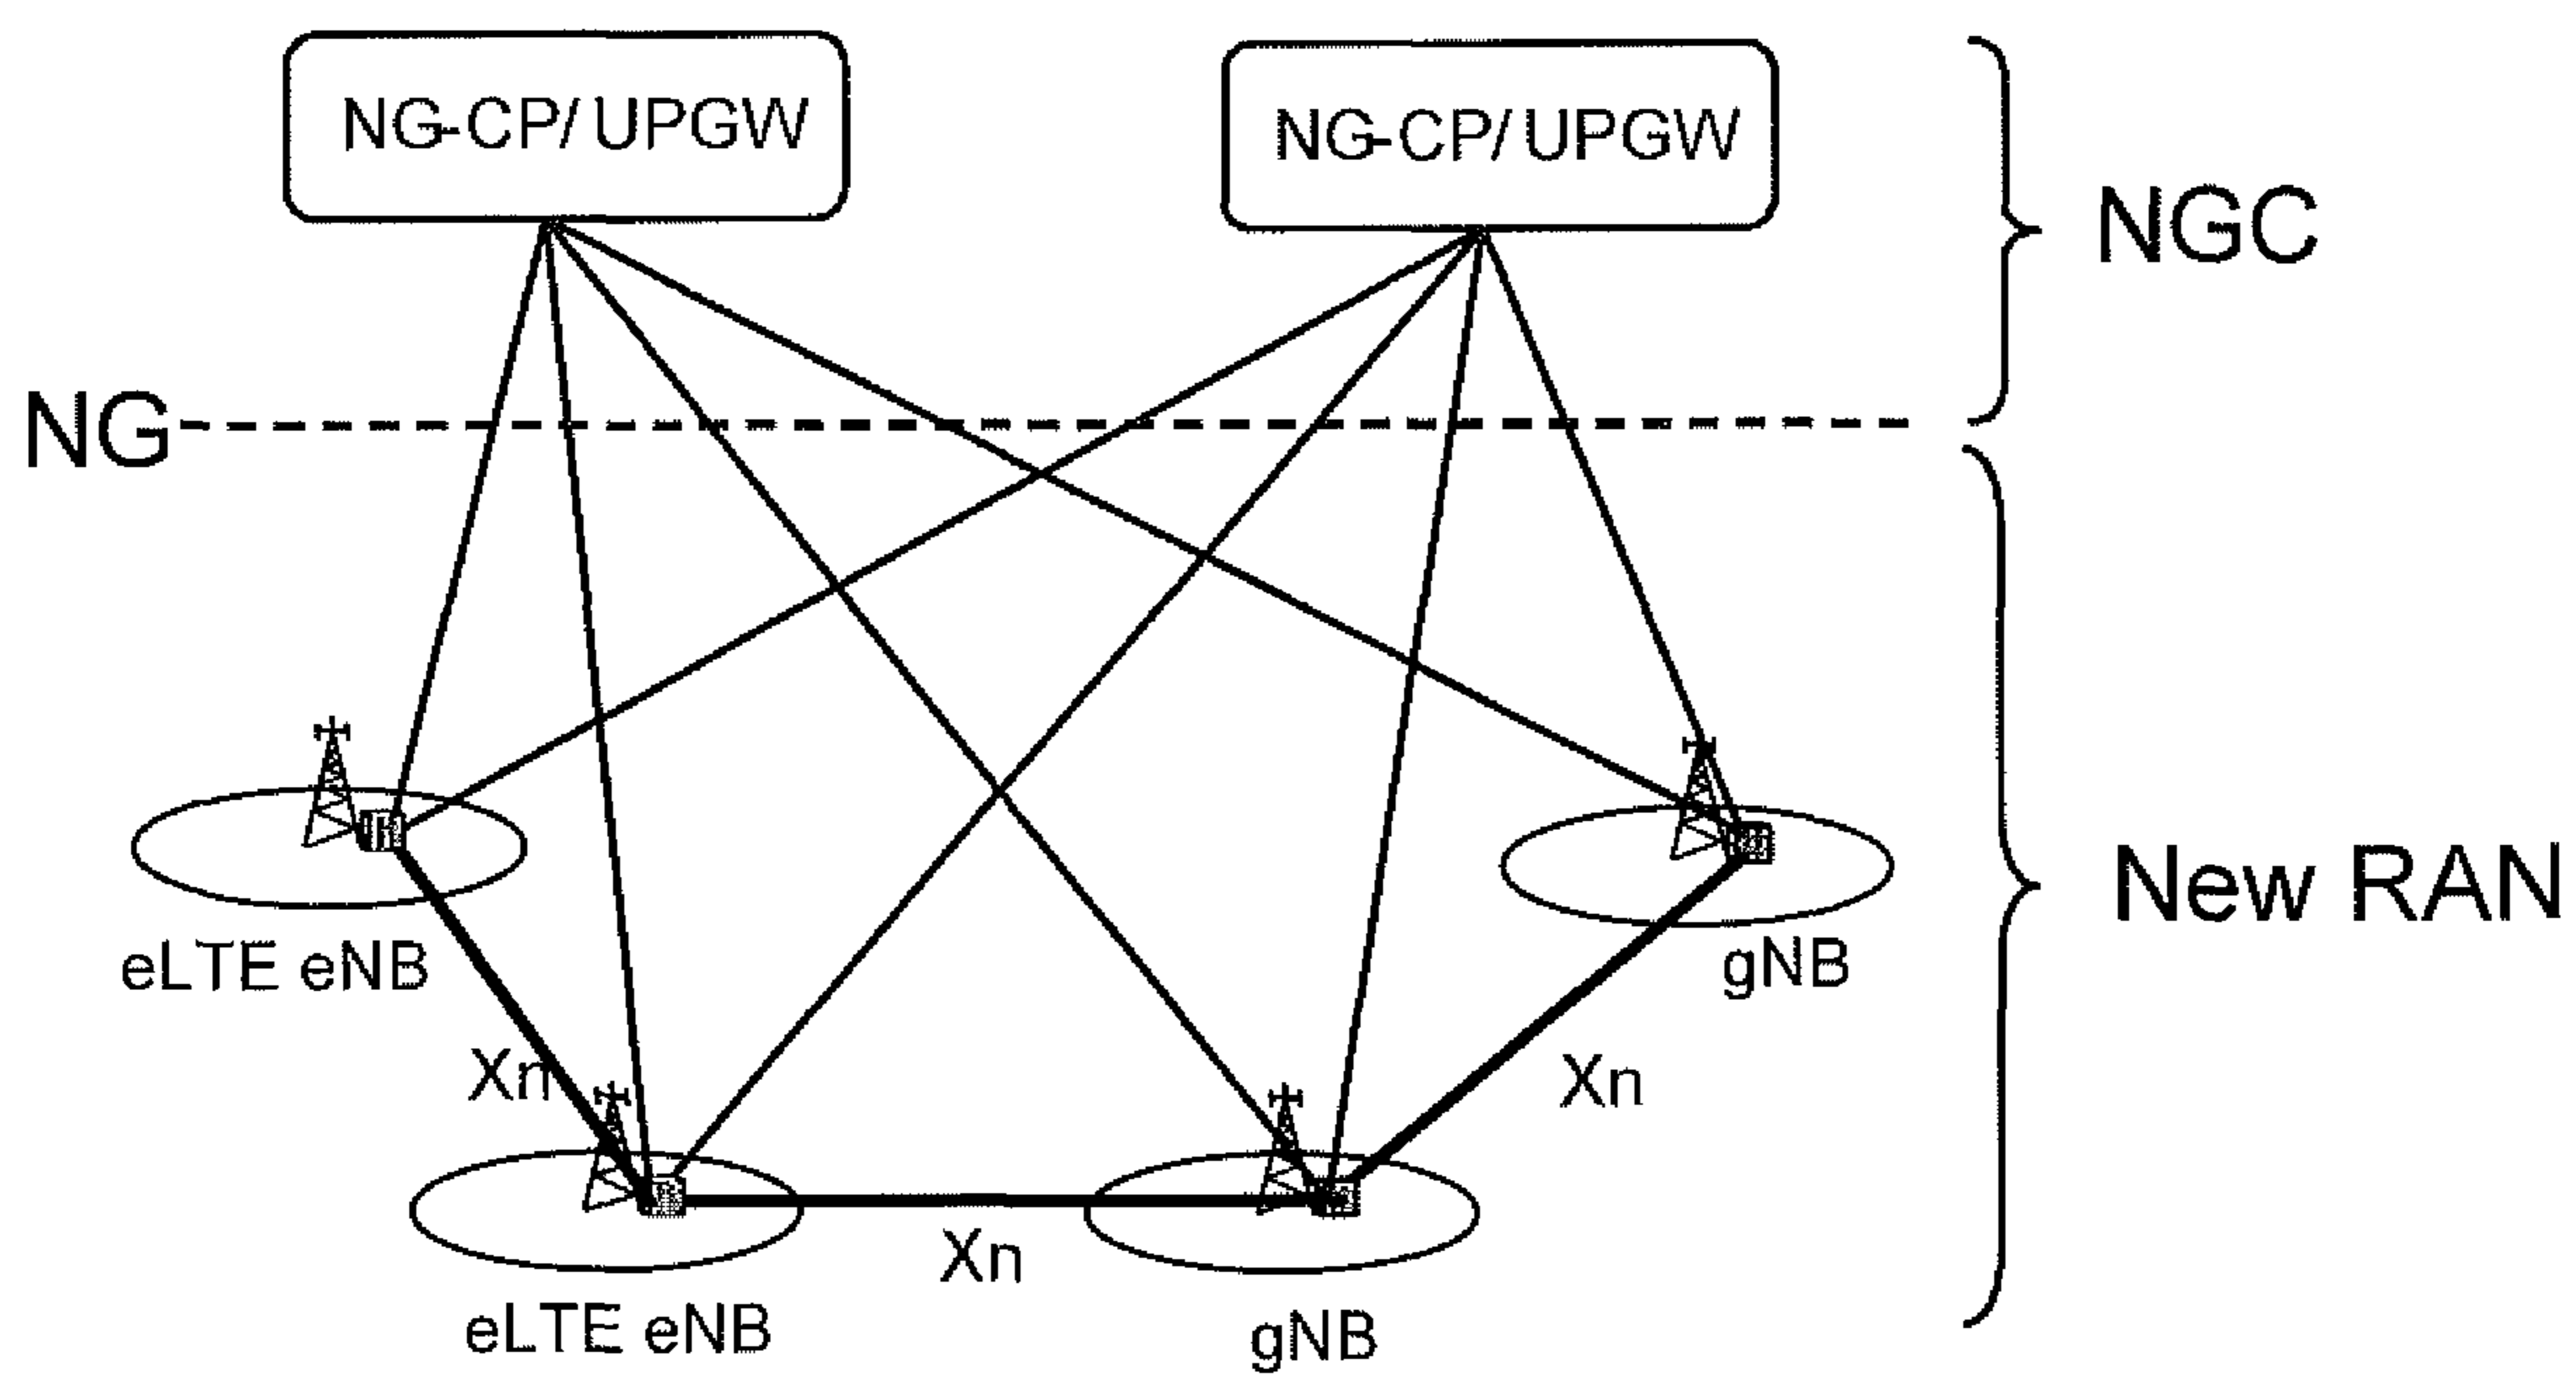 NG-CP/ UPGW
NG-CP/ UPGW
NGC
NG
New RAN
eLTE eNB
gNB
Xn
Xn
Xn
eLTE eNB
gNB